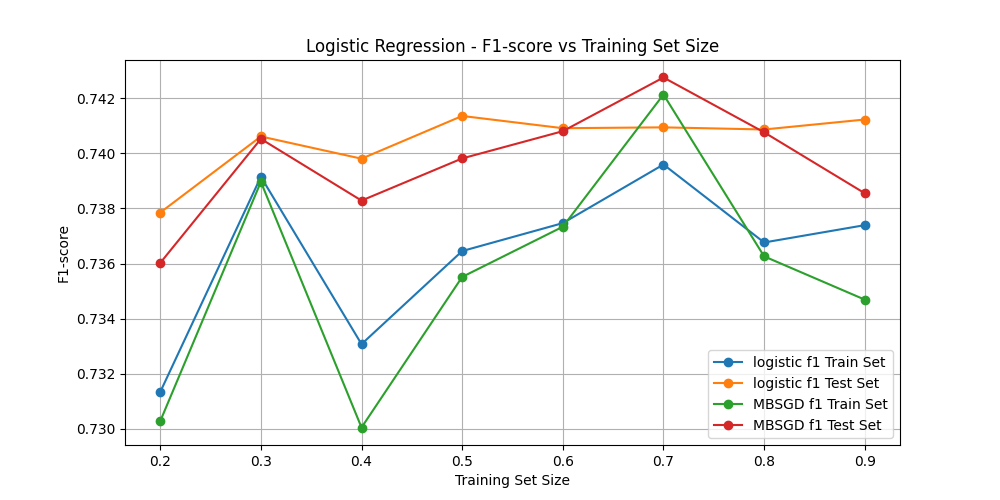 Logistic Regression - F1-score vs Training Set Size
F1-score
0.742
0.740
0.738
0.736
0.734
0.732
0.730
0.2 0.3 0.4 0.5 0.6 0.7 0.8 0.9
Training Set Size
logistic f1 Train Set
logistic f1 Test Set
MBSGD f1 Train Set
MBSGD f1 Test Set